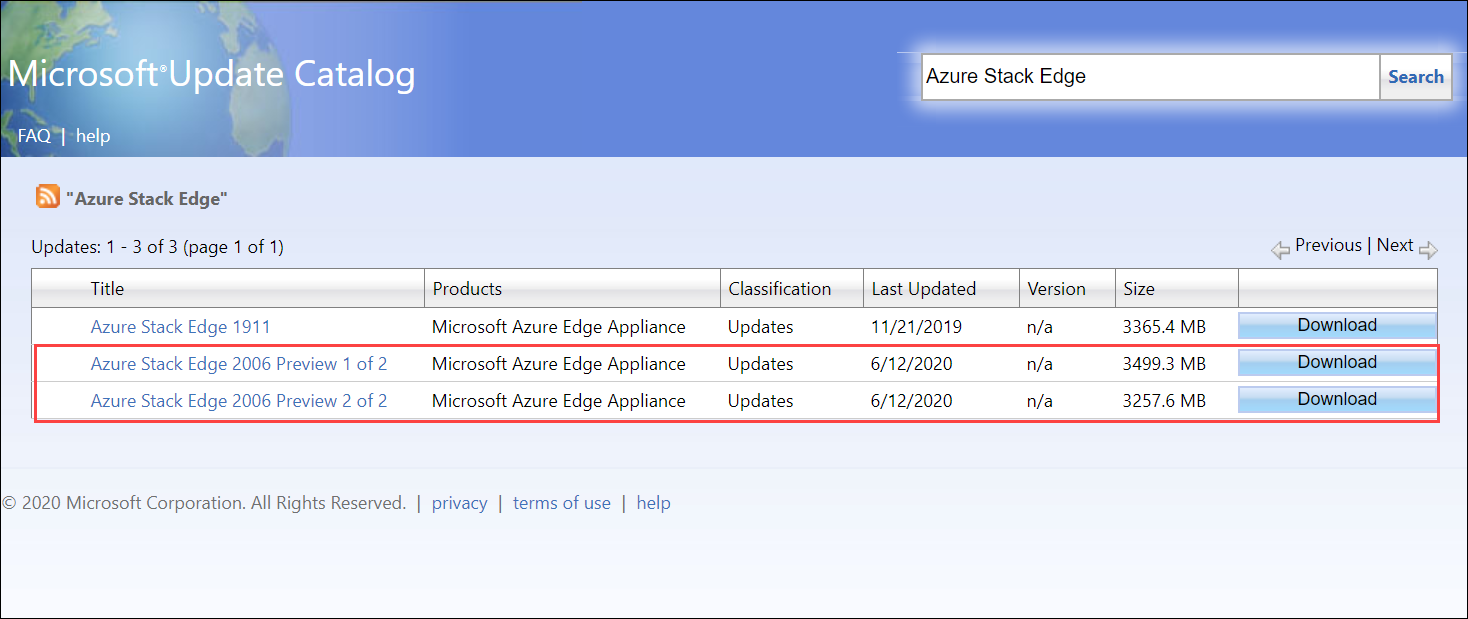 Microsoft® Update Catalog
Azure Stack Edge
Search
FAQ | help
"Azure Stack Edge"
Updates: 1 - 3 of 3 (page 1 of 1)
Previous | Next
Title Products Classification Last Updated Version Size
Azure Stack Edge 1911 Microsoft Azure Edge Appliance Updates 11/21/2019 n/a 3365.4 MB Download
Azure Stack Edge 2006 Preview 1 of 2 Microsoft Azure Edge Appliance Updates 6/12/2020 n/a 3499.3 MB Download
Azure Stack Edge 2006 Preview 2 of 2 Microsoft Azure Edge Appliance Updates 6/12/2020 n/a 3257.6 MB Download
© 2020 Microsoft Corporation. All Rights Reserved. | privacy | terms of use | help